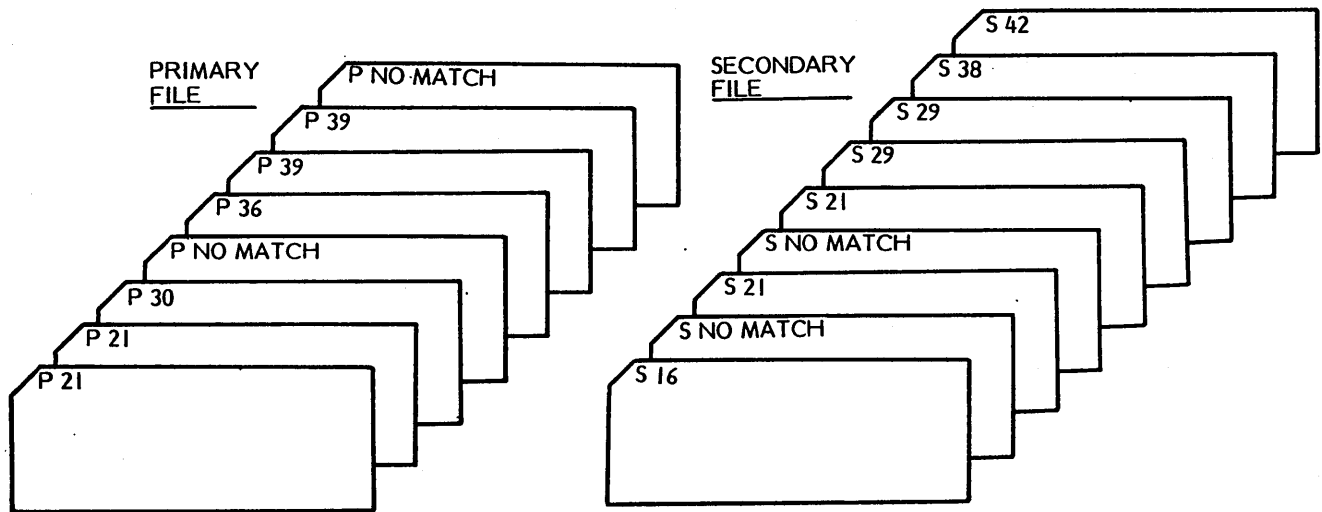 PRIMARY
FILE
P NO MATCH
P 39
P 39
P 36
P NO MATCH
P 30
P 21
P 21
SECONDARY
FILE
S 42
S 38
S 29
S 29
S 21
S NO MATCH
S 21
S NO MATCH
S 16